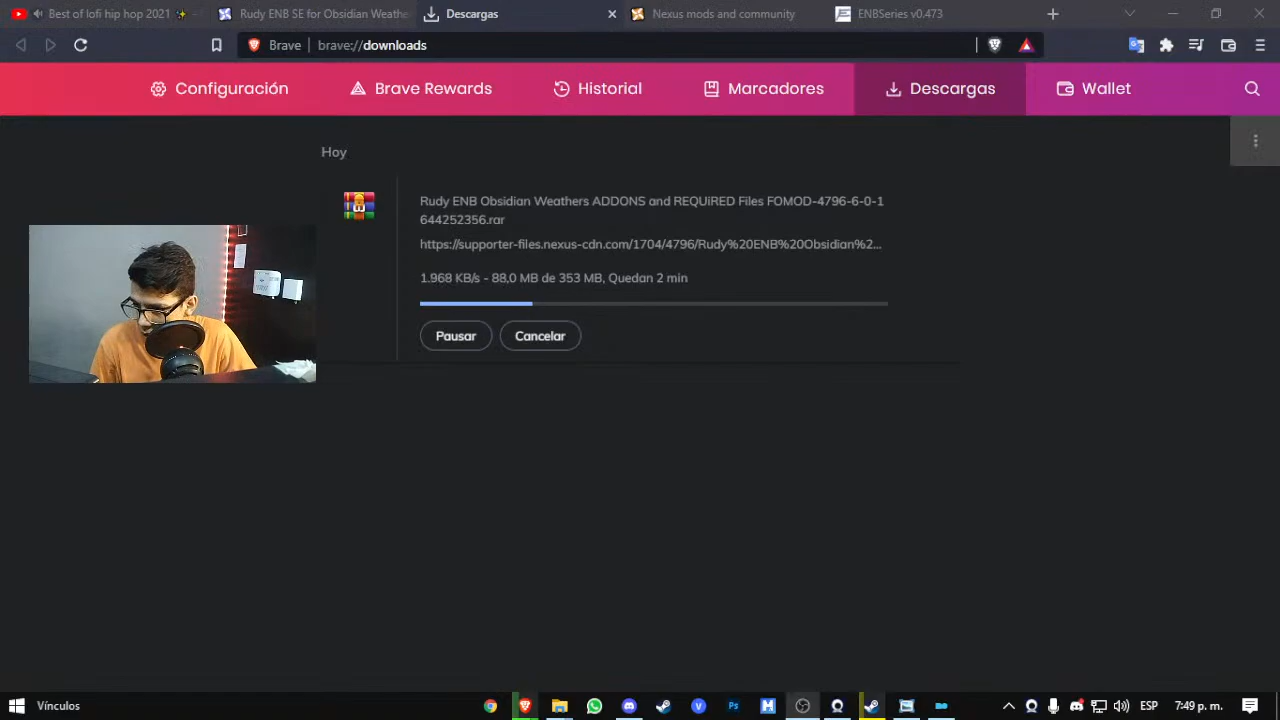 Best of lofi hip hop 2021 ✨
Rudy ENB SE for Obsidian Weathe
Descargas
Nexus mods and community
ENBSeries v0.473
Brave
brave://downloads
Configuración
Brave Rewards
Historial
Marcadores
Descargas
Wallet
Hoy
Rudy ENB Obsidian Weathers ADDONS and REQUiRED Files FOMOD-4796-6-0-1
644252356.rar
https://supporter-files.nexus-cdn.com/1704/4796/Rudy%20ENB%20Obsidian%2...
1.968 KB/s - 88,0 MB de 353 MB, Quedan 2 min
Pausar
Cancelar
Vínculos
ESP
7:49 p. m.